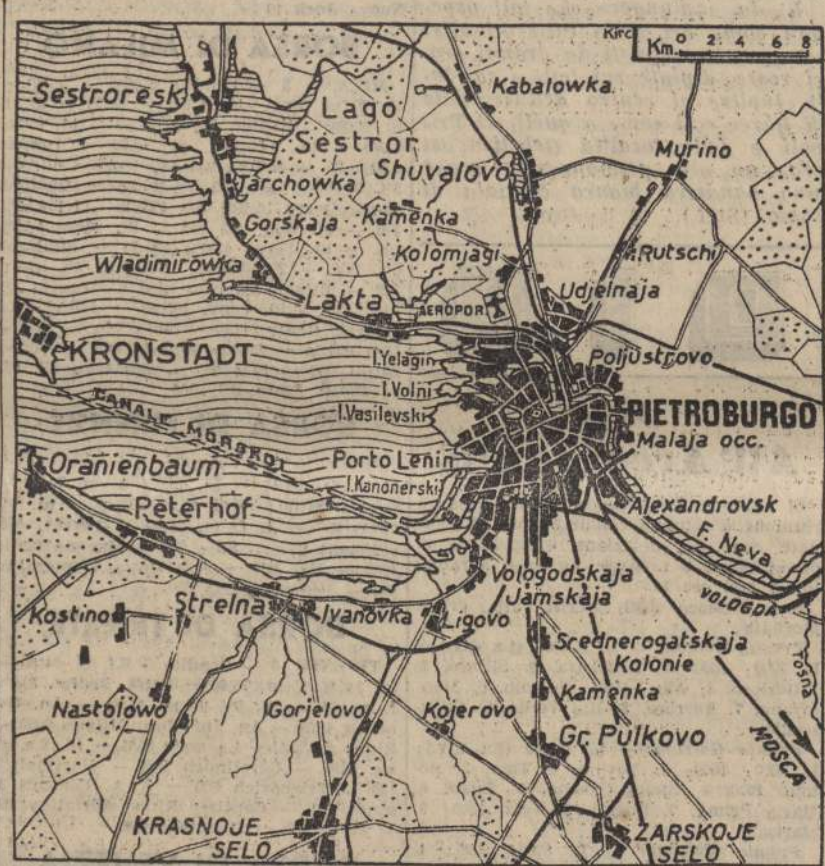 Kirc
Km. 0 2 4 6 8
Sestroresk
Kabalowka
Lago
Sestror
Shuvalovo
Murino
Tarchowka
Kamenka
Gorskaja
Kolomjagi
Rutschi
Wladimirowka
Udjelnaja
Lakta
AEROPOR.
KRONSTADT
I. Yelagin
Poljustrovo
I. Volni
I. Vasilevski
PIETROBURGO
CANALE MORSKOI
Malaja occ.
Oranienbaum
Porto Lenin
I. Kanonerski
Peterhof
Alexandrovsk
F. Neva
Vologodskaja
Jamskaja
VOLOGDA
Kostino
Strelna
Ivanovka
Ligovo
Srednerogatskaja
Kolonie
Tosna
Kamenka
Nastolowo
Gorjelovo
Kojerovo
Gr. Pulkovo
MOSCA
KRASNOJE
SELO
ZARSKOJE
SELO